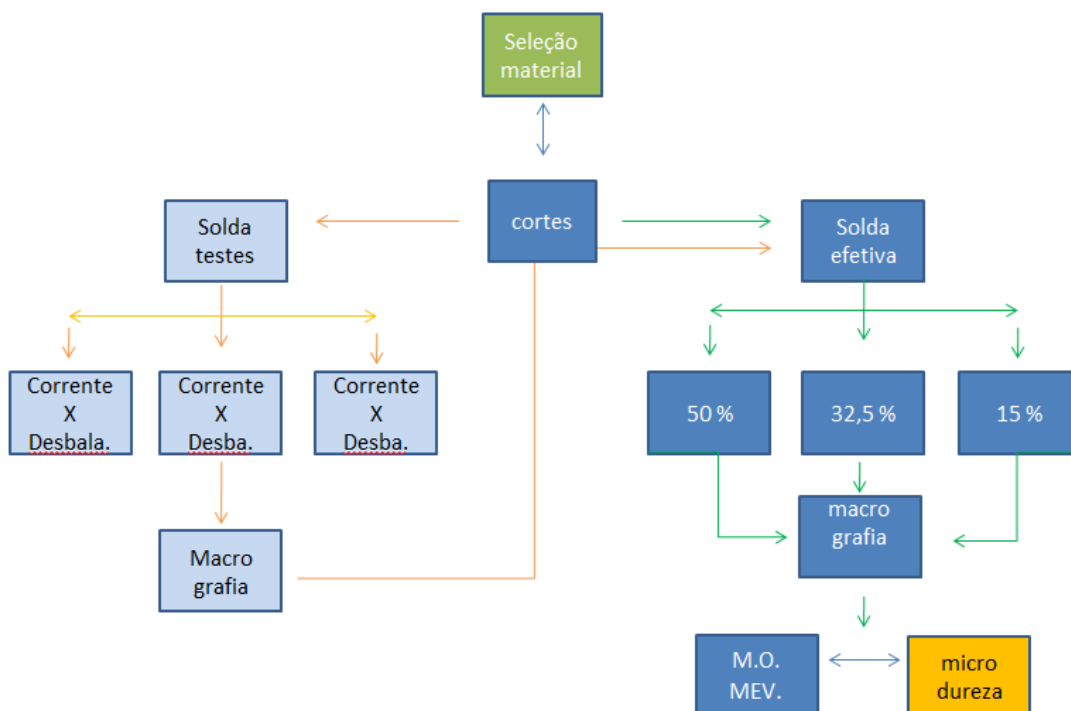 Seleção
material
cortes
Solda
testes
Solda
efetiva
Corrente
X
Desbala.
Corrente
X
Desba.
Corrente
X
Desba.
50 %
32,5 %
15 %
Macro
grafia
macro
grafia
M.O.
MEV.
micro
dureza